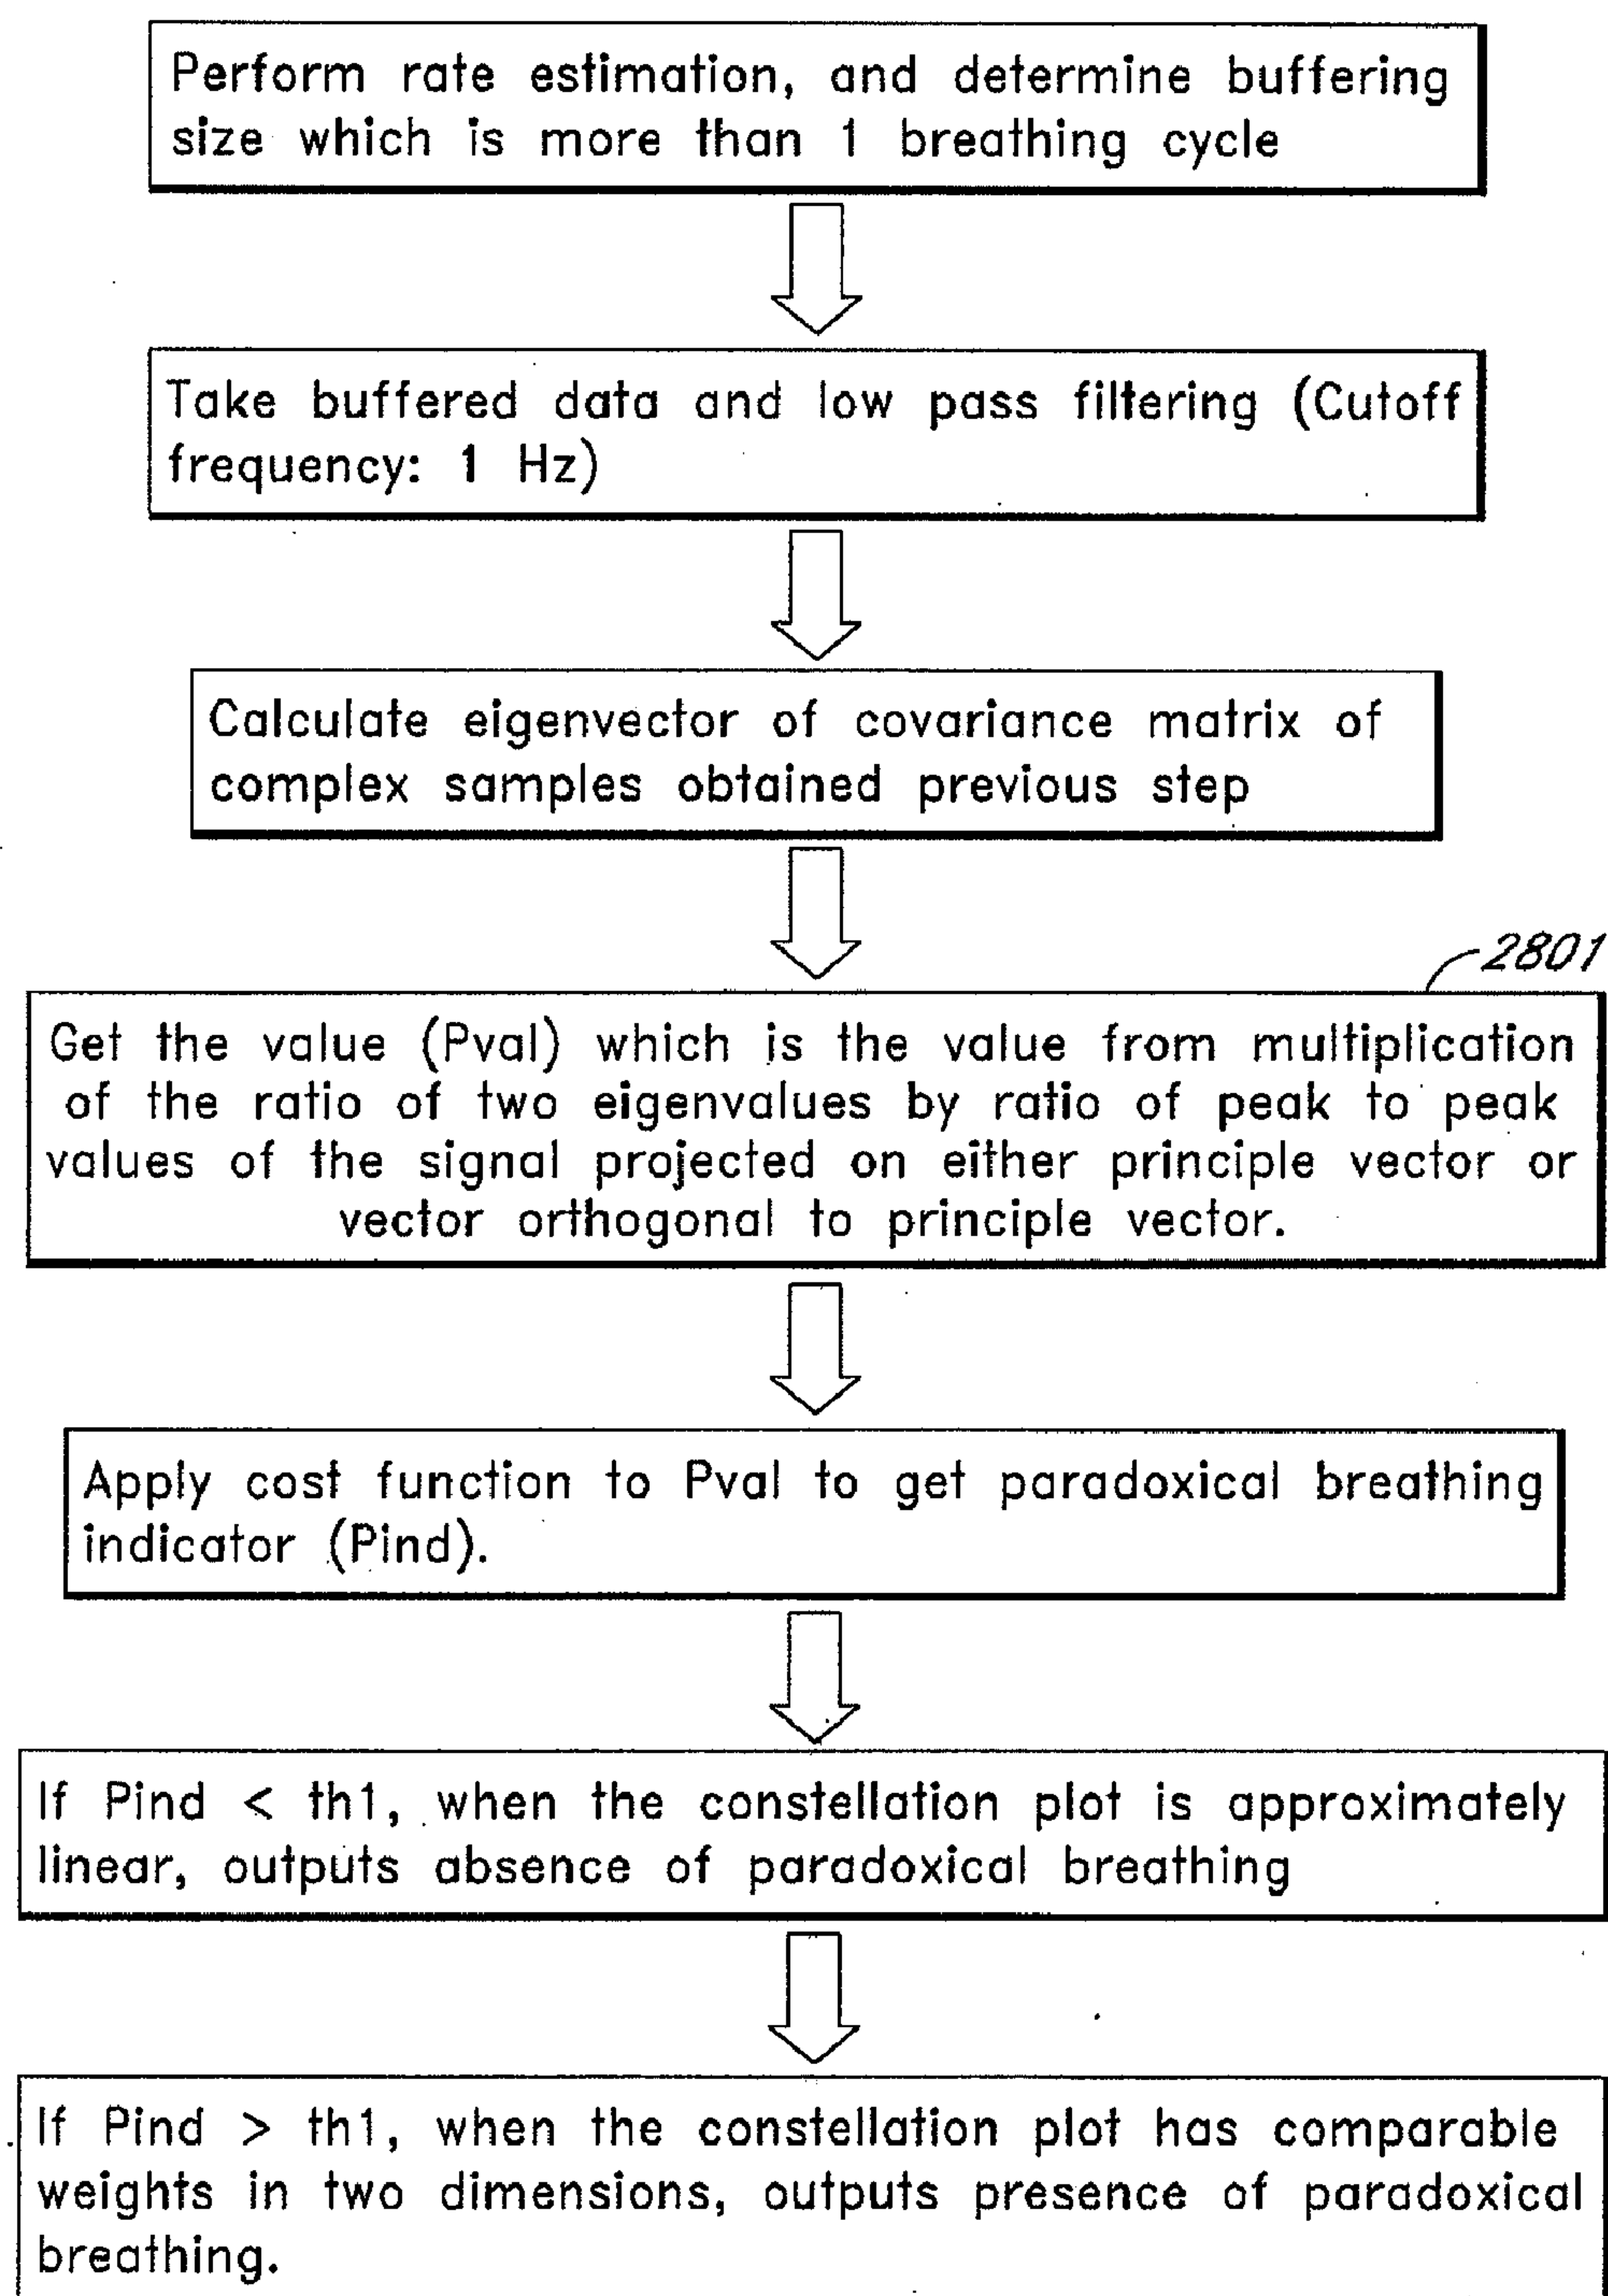 Perform rate estimation, and determine buffering
size which is more than 1 breathing cycle
Take buffered data and low pass filtering (Cutoff
frequency: 1 Hz)
Calculate eigenvector of covariance matrix of
complex samples obtained previous step
2801
Get the value (Pval) which is the value from multiplication
of the ratio of two eigenvalues by ratio of peak to peak
values of the signal projected on either principle vector or
vector orthogonal to principle vector.
Apply cost function to Pval to get paradoxical breathing
indicator (Pind).
If Pind < th1, when the constellation plot is approximately
linear, outputs absence of paradoxical breathing
If Pind > th1, when the constellation plot has comparable
weights in two dimensions, outputs presence of paradoxical
breathing.